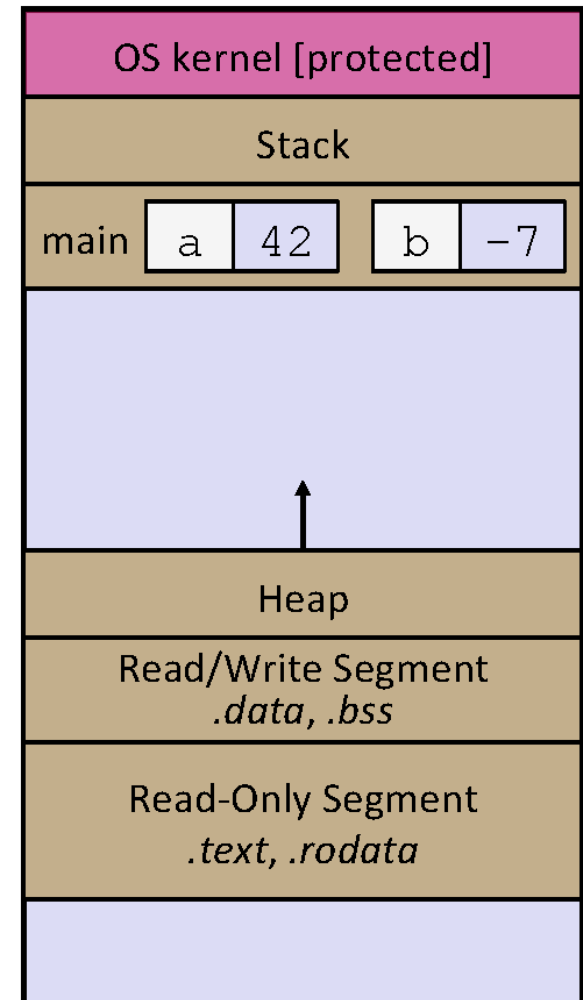 OS kernel [protected]
Stack
main a 42 b -7
Heap
Read/Write Segment
.data, .bss
Read-Only Segment
.text, .rodata